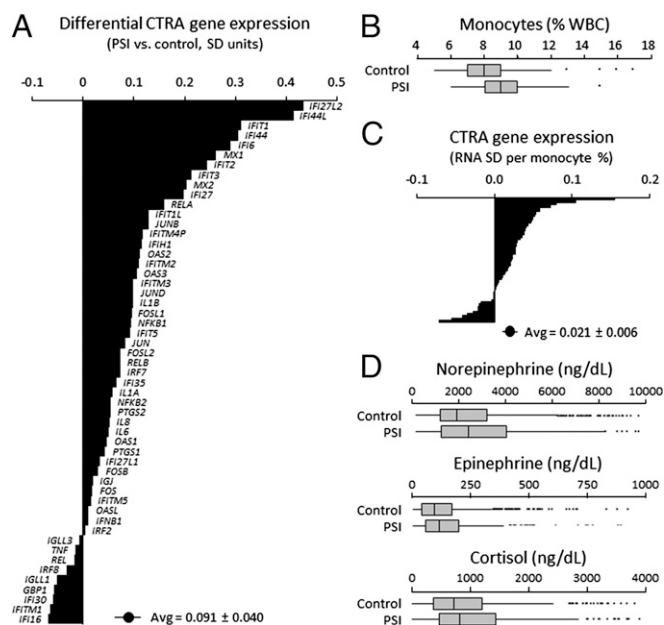 A
Differential CTRA gene expression
(PSI vs. control, SD units)
-0.1 0 0.1 0.2 0.3 0.4 0.5
IFI27L2
IFI44L
IFIT1
IFI44
IFI6
MX1
IFIT2
IFIT3
MX2
IFI27
RELA
IFIT1L
JUNB
IFITM4P
IFIH1
OAS2
IFITM2
OAS3
IFITM3
JUND
IL1B
FOSL1
NFKB1
IFIT5
JUN
FOSL2
RELB
IRF7
IFI35
IL1A
NFKB2
PTGS2
IL8
IL6
OAS1
PTGS1
IFI27L1
FOSB
IGJ
FOS
IFITM5
OASL
IFNB1
IRF2
IGLL3
TNF
REL
IRF8
IGLL1
GBP1
IFI30
IFITM1
IFI16
Avg = 0.091 ± 0.040
B
Monocytes (% WBC)
4 6 8 10 12 14 16 18
Control
PSI
C
CTRA gene expression
(RNA SD per monocyte %)
-0.1 0.0 0.1 0.2
Avg = 0.021 ± 0.006
D
Norepinephrine (ng/dL)
0 2000 4000 6000 8000 10000
Control
PSI
Epinephrine (ng/dL)
0 250 500 750 1000
Control
PSI
Cortisol (ng/dL)
0 1000 2000 3000 4000
Control
PSI